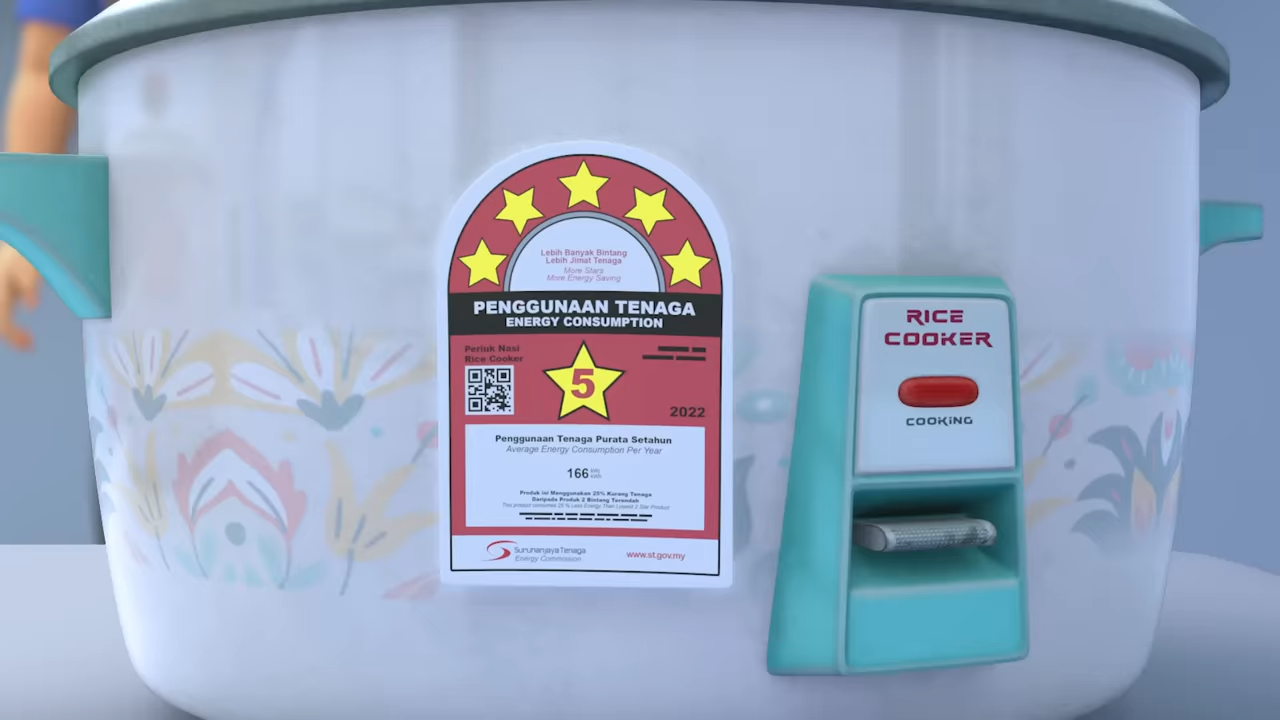 Lebih Banyak Bintang
Lebih Jimat Tenaga
More Stars
More Energy Saving
PENGGUNAAN TENAGA
ENERGY CONSUMPTION
Periuk Nasi
Rice Cooker
5
2022
Penggunaan Tenaga Purata Setahun
Average Energy Consumption Per Year
166
Produk ini Menggunakan 25% Kurang Tenaga
Daripada Produk 2 Bintang Terendah
This product consumed 25 % Less Energy Than Lowest 2 Star Product
Suruhanjaya Tenaga
Energy Commission
www.st.gov.my
RICE
COOKER
COOKING